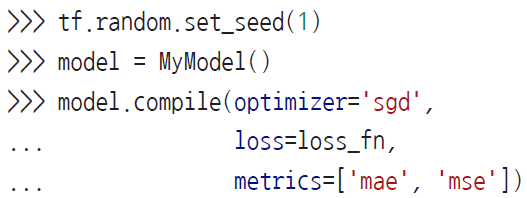 >>> tf.random.set_seed(1)
>>> model = MyModel()
>>> model.compile(optimizer='sgd',
...               loss=loss_fn,
...               metrics=['mae', 'mse'])